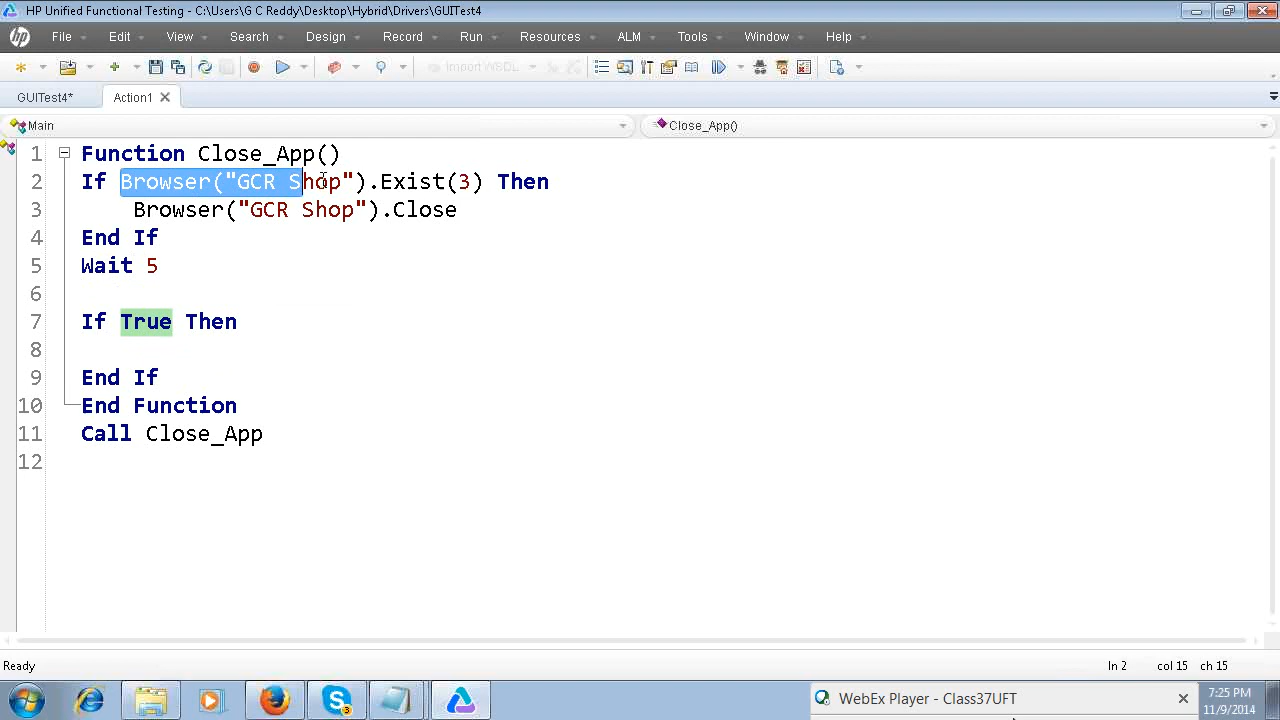 HP Unified Functional Testing - C:\Users\G C Reddy\Desktop\Hybrid\Drivers\GUITest4
hp File Edit View Search Design Record Run Resources ALM Tools Window Help
Import WSDL
GUITest4* Action1
Main Close_App()
1 Function Close_App()
2 If Browser("GCR Shop").Exist(3) Then
3 Browser("GCR Shop").Close
4 End If
5 Wait 5
6
7 If True Then
8
9 End If
10 End Function
11 Call Close_App
12
Ready ln 2 col 15 ch 15
WebEx Player - Class37UFT
7:25 PM
11/9/2014